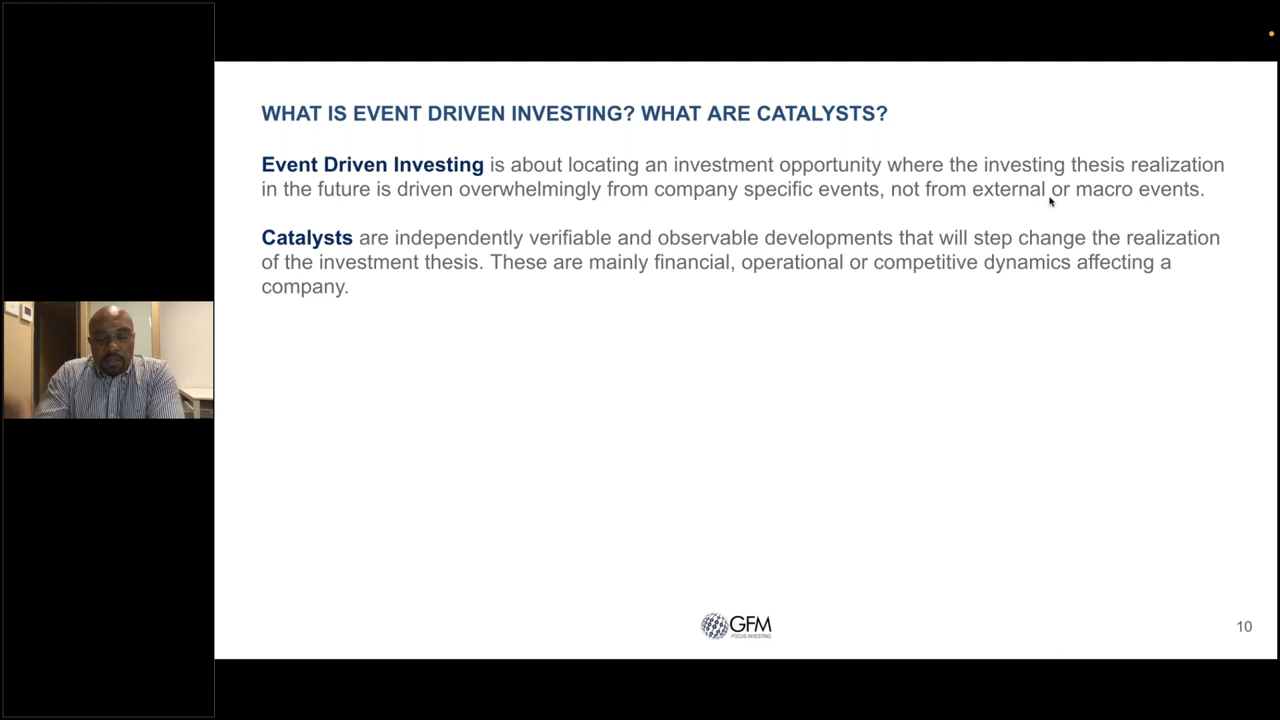 WHAT IS EVENT DRIVEN INVESTING? WHAT ARE CATALYSTS?
Event Driven Investing is about locating an investment opportunity where the investing thesis realization
in the future is driven overwhelmingly from company specific events, not from external or macro events.
Catalysts are independently verifiable and observable developments that will step change the realization
of the investment thesis. These are mainly financial, operational or competitive dynamics affecting a
company.
GFM
FOCUS INVESTING
10